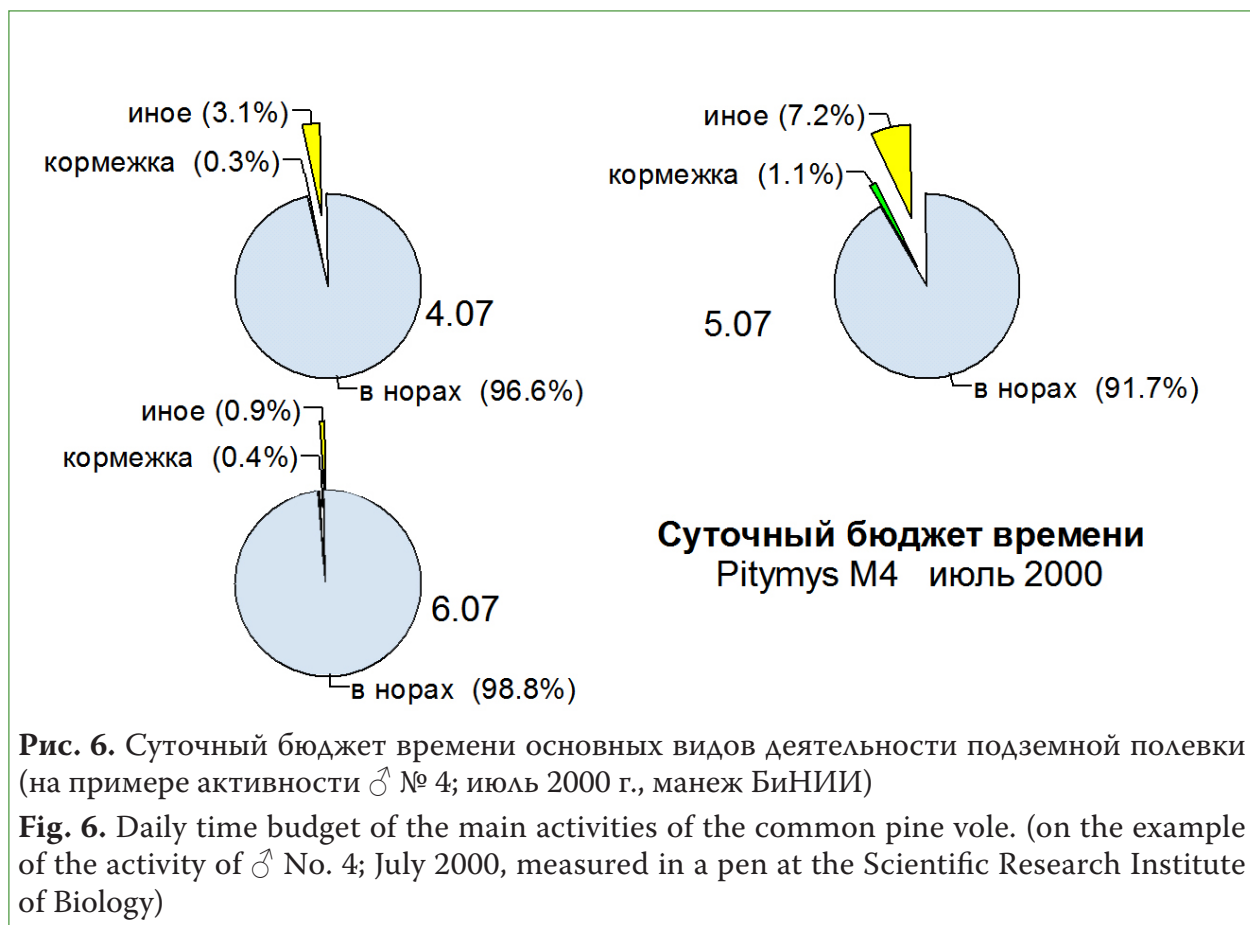 иное (3.1%)
кормежка (0.3%)
4.07
в норах (96.6%)
иное (7.2%)
кормежка (1.1%)
5.07
в норах (91.7%)
иное (0.9%)
кормежка (0.4%)
6.07
в норах (98.8%)
Суточный бюджет времени
Pitymys M4 июль 2000
Рис. 6. Суточный бюджет времени основных видов деятельности подземной полевки
(на примере активности ♂ № 4; июль 2000 г., манеж БиНИИ)
Fig. 6. Daily time budget of the main activities of the common pine vole. (on the example
of the activity of ♂ No. 4; July 2000, measured in a pen at the Scientific Research Institute
of Biology)